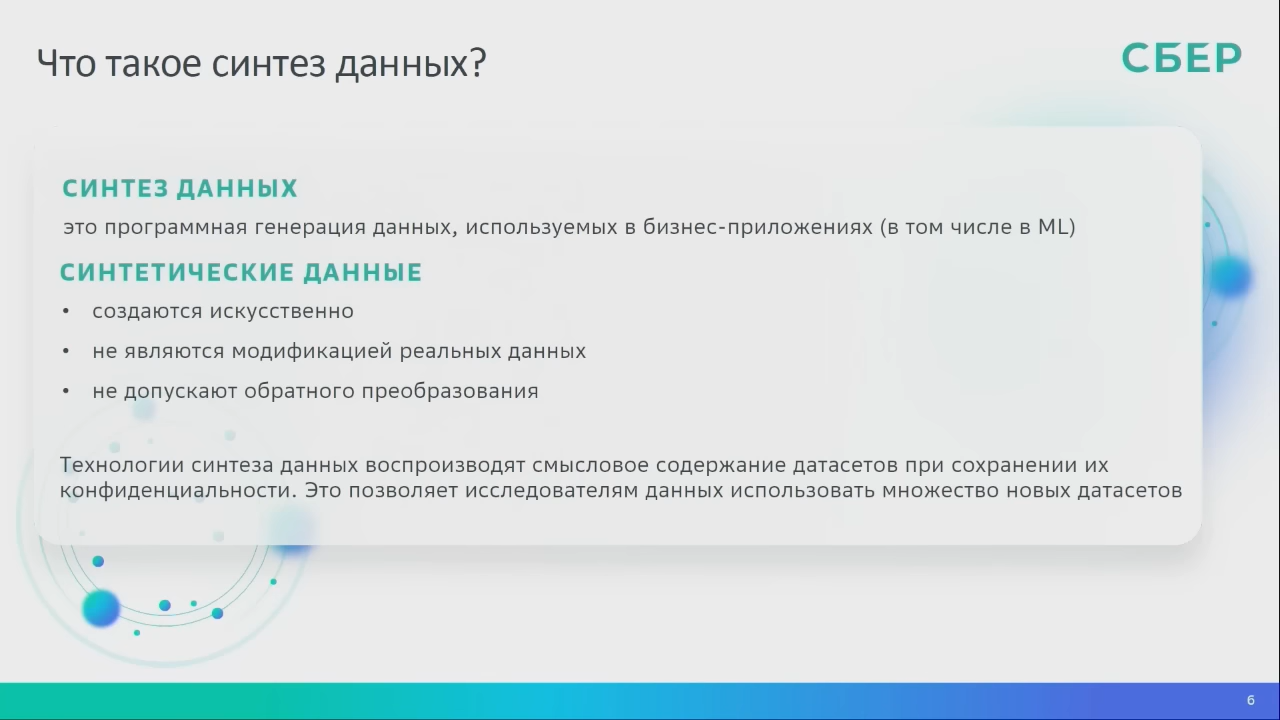 Что такое синтез данных?
СБЕР
СИНТЕЗ ДАННЫХ
это программная генерация данных, используемых в бизнес-приложениях (в том числе в ML)
СИНТЕТИЧЕСКИЕ ДАННЫЕ
• создаются искусственно
• не являются модификацией реальных данных
• не допускают обратного преобразования
Технологии синтеза данных воспроизводят смысловое содержание датасетов при сохранении их
конфиденциальности. Это позволяет исследователям данных использовать множество новых датасетов
6